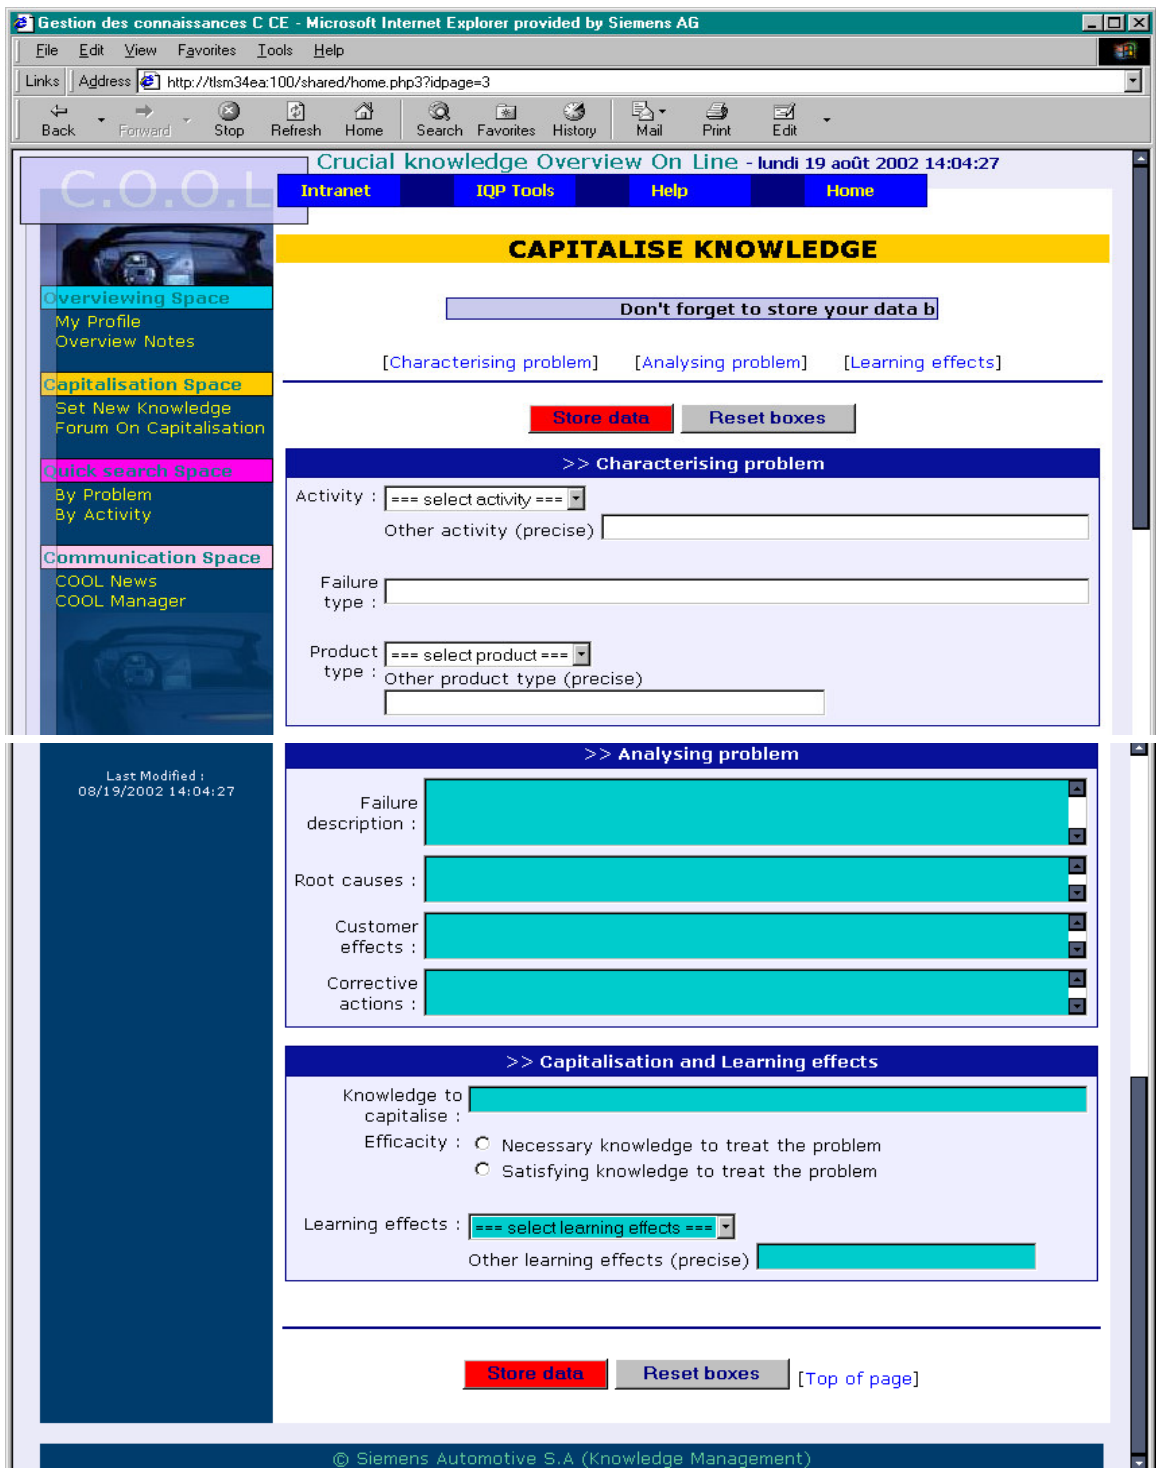 Gestion des connaissances C CE - Microsoft Internet Explorer provided by Siemens AG
File Edit View Favorites Tools Help
Links Address http://tlsm34ea:100/shared/home.php3?idpage=3
Back Forward Stop Refresh Home Search Favorites History Mail Print Edit
Crucial knowledge Overview On Line - lundi 19 août 2002 14:04:27
C.O.O.L
Intranet IQP Tools Help Home
CAPITALISE KNOWLEDGE
Don't forget to store your data b
[Characterising problem] [Analysing problem] [Learning effects]
Overviewing Space
My Profile
Overview Notes
Capitalisation Space
Set New Knowledge
Forum On Capitalisation
Quick search Space
By Problem
By Activity
Communication Space
COOL News
COOL Manager
Store data Reset boxes
>> Characterising problem
Activity : === select activity ===
Other activity (precise)
Failure
type :
Product
type : === select product ===
Other product type (precise)
Last Modified :
08/19/2002 14:04:27
>> Analysing problem
Failure
description :
Root causes :
Customer
effects :
Corrective
actions :
>> Capitalisation and Learning effects
Knowledge to
capitalise :
Efficacity : Necessary knowledge to treat the problem
Satisfying knowledge to treat the problem
Learning effects : === select learning effects ===
Other learning effects (precise)
Store data Reset boxes [Top of page]
© Siemens Automotive S.A (Knowledge Management)